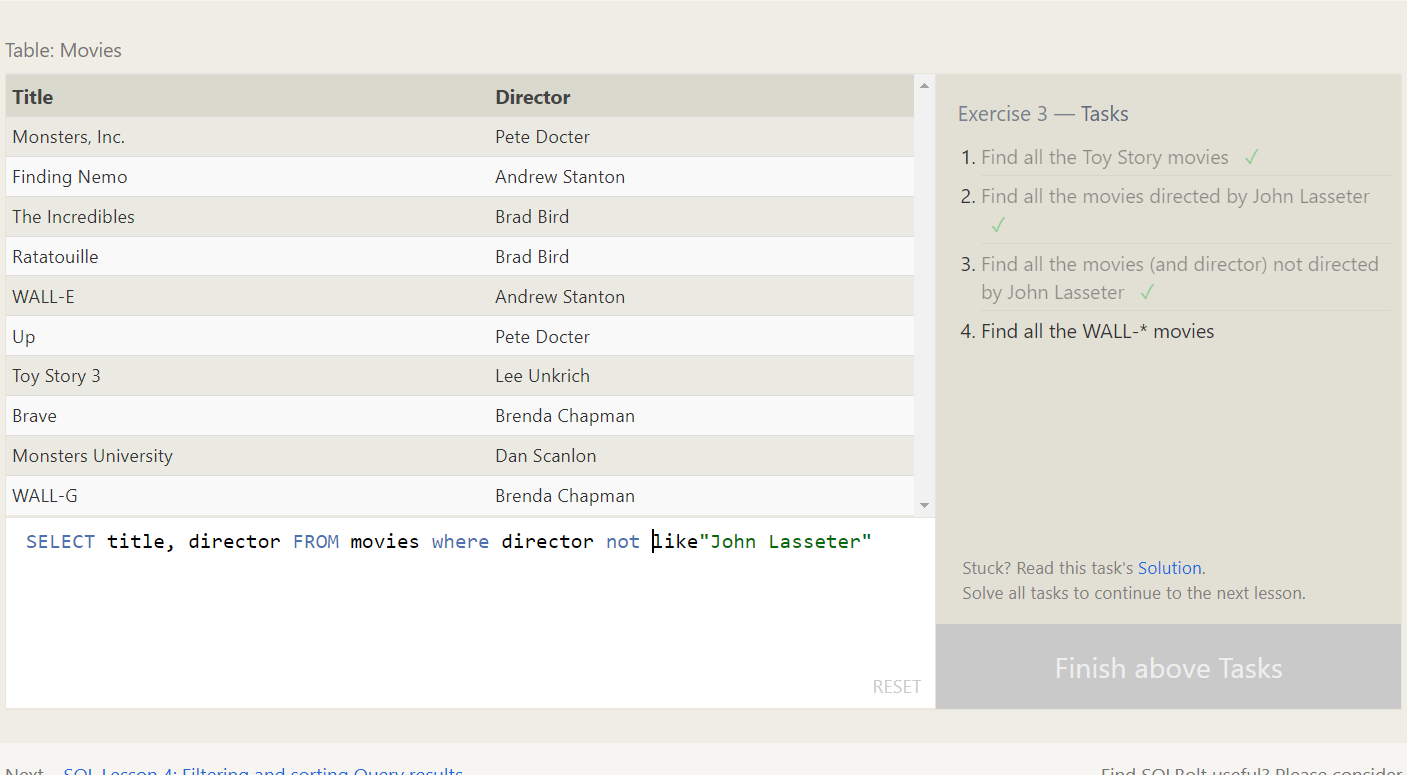 Table: Movies
Title Director
Monsters, Inc. Pete Docter
Finding Nemo Andrew Stanton
The Incredibles Brad Bird
Ratatouille Brad Bird
WALL-E Andrew Stanton
Up Pete Docter
Toy Story 3 Lee Unkrich
Brave Brenda Chapman
Monsters University Dan Scanlon
WALL-G Brenda Chapman
SELECT title, director FROM movies where director not like"John Lasseter"
RESET
Exercise 3 — Tasks
1. Find all the Toy Story movies ✓
2. Find all the movies directed by John Lasseter
✓
3. Find all the movies (and director) not directed
by John Lasseter ✓
4. Find all the WALL-* movies
Stuck? Read this task's Solution.
Solve all tasks to continue to the next lesson.
Finish above Tasks
Next – SQL Lesson 4: Filtering and sorting Query results
Find SQLBolt useful? Please consider